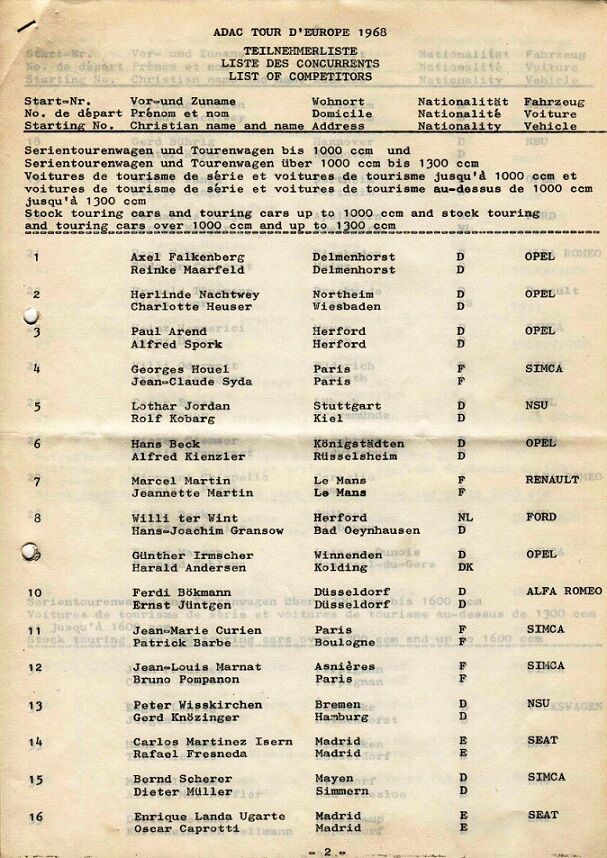 ADAC TOUR D'EUROPE 1968
TEILNEHMERLISTE
LISTE DES CONCURRENTS
LIST OF COMPETITORS
Start-Nr. Vor-und Zuname Wohnort Nationalität Fahrzeug
No. de départ Prénom et nom Domicile Nationalité Voiture
Starting No. Christian name and name Address Nationality Vehicle
Serientourenwagen und Tourenwagen bis 1000 ccm und
Serientourenwagen und Tourenwagen über 1000 ccm bis 1300 ccm
Voitures de tourisme de série et voitures de tourisme jusqu'à 1000 ccm et
voitures de tourisme de série et voitures de tourisme au-dessus de 1000 ccm
jusqu'à 1300 ccm
Stock touring cars and touring cars up to 1000 ccm and stock touring
and touring cars over 1000 ccm and up to 1300 ccm
1 Axel Falkenberg Delmenhorst D OPEL
Reinke Maarfeld Delmenhorst D
2 Herlinde Nachtwey Northeim D OPEL
Charlotte Heuser Wiesbaden D
3 Paul Arend Herford D OPEL
Alfred Spork Herford D
4 Georges Houel Paris F SIMCA
Jean-Claude Syda Paris F
5 Lothar Jordan Stuttgart D NSU
Rolf Kobarg Kiel D
6 Hans Beck Königstädten D OPEL
Alfred Kienzler Rüsselsheim D
7 Marcel Martin Le Mans F RENAULT
Jeannette Martin Le Mans F
8 Willi ter Wint Herford NL FORD
Hans-Joachim Gransow Bad Oeynhausen D
9 Günther Irmscher Winnenden D OPEL
Harald Andersen Kolding DK
10 Ferdi Bökmann Düsseldorf D ALFA ROMEO
Ernst Jüntgen Düsseldorf D
11 Jean-Marie Curien Paris F SIMCA
Patrick Barbe Boulogne F
12 Jean-Louis Marnat Asnières F SIMCA
Bruno Pompanon Paris F
13 Peter Wisskirchen Bremen D NSU
Gerd Knözinger Hamburg D
14 Carlos Martinez Isern Madrid E SEAT
Rafael Fresneda Madrid E
15 Bernd Scherer Mayen D SIMCA
Dieter Müller Simmern D
16 Enrique Landa Ugarte Madrid E SEAT
Oscar Caprotti Madrid E
- 2 -